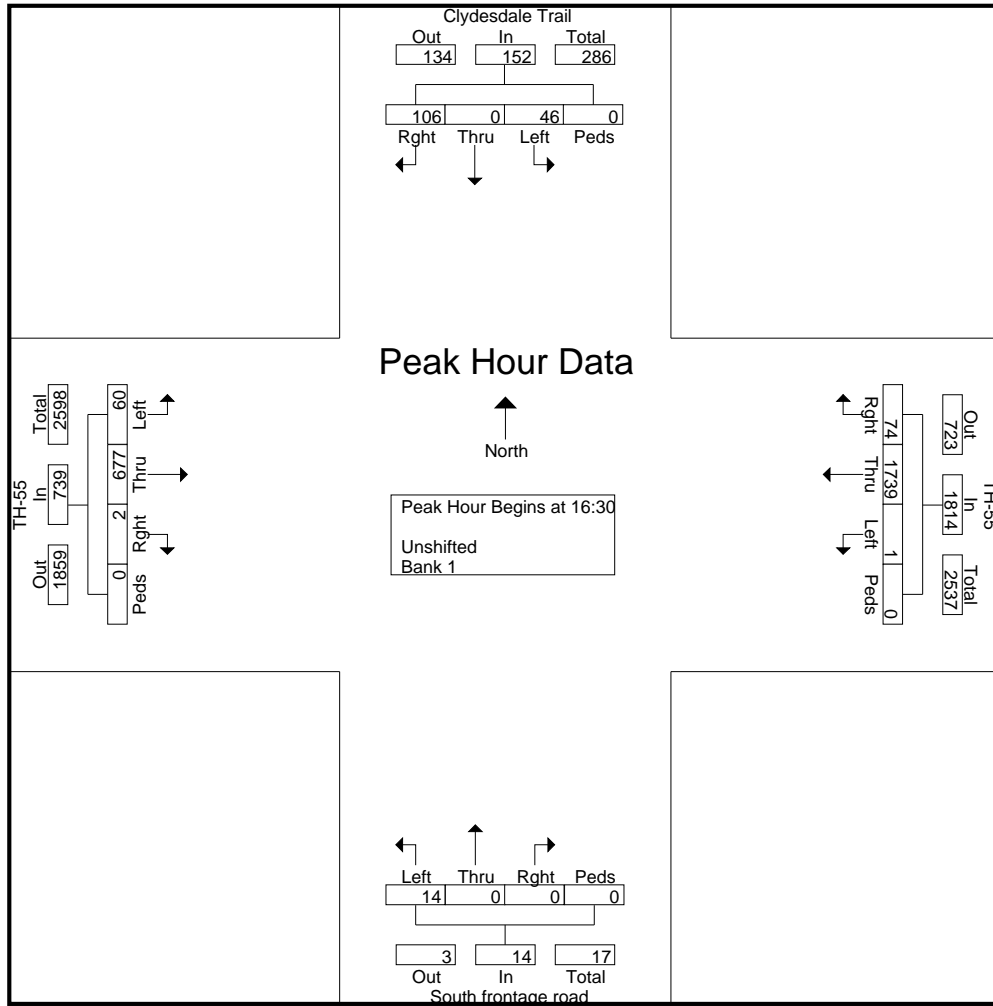 Clydesdale Trail
Out In Total
134 152 286
106 0 46 0
Rght Thru Left Peds
Peak Hour Data
North
Peak Hour Begins at 16:30
Unshifted
Bank 1
TH-55
Total In Out
2598 739 1859
60 677 2 0
Left Thru Rght Peds
TH-55
Out In Total
723 1814 2537
74 1739 1 0
Rght Thru Left Peds
Left Thru Rght Peds
14 0 0 0
3 14 17
Out In Total
South frontage road